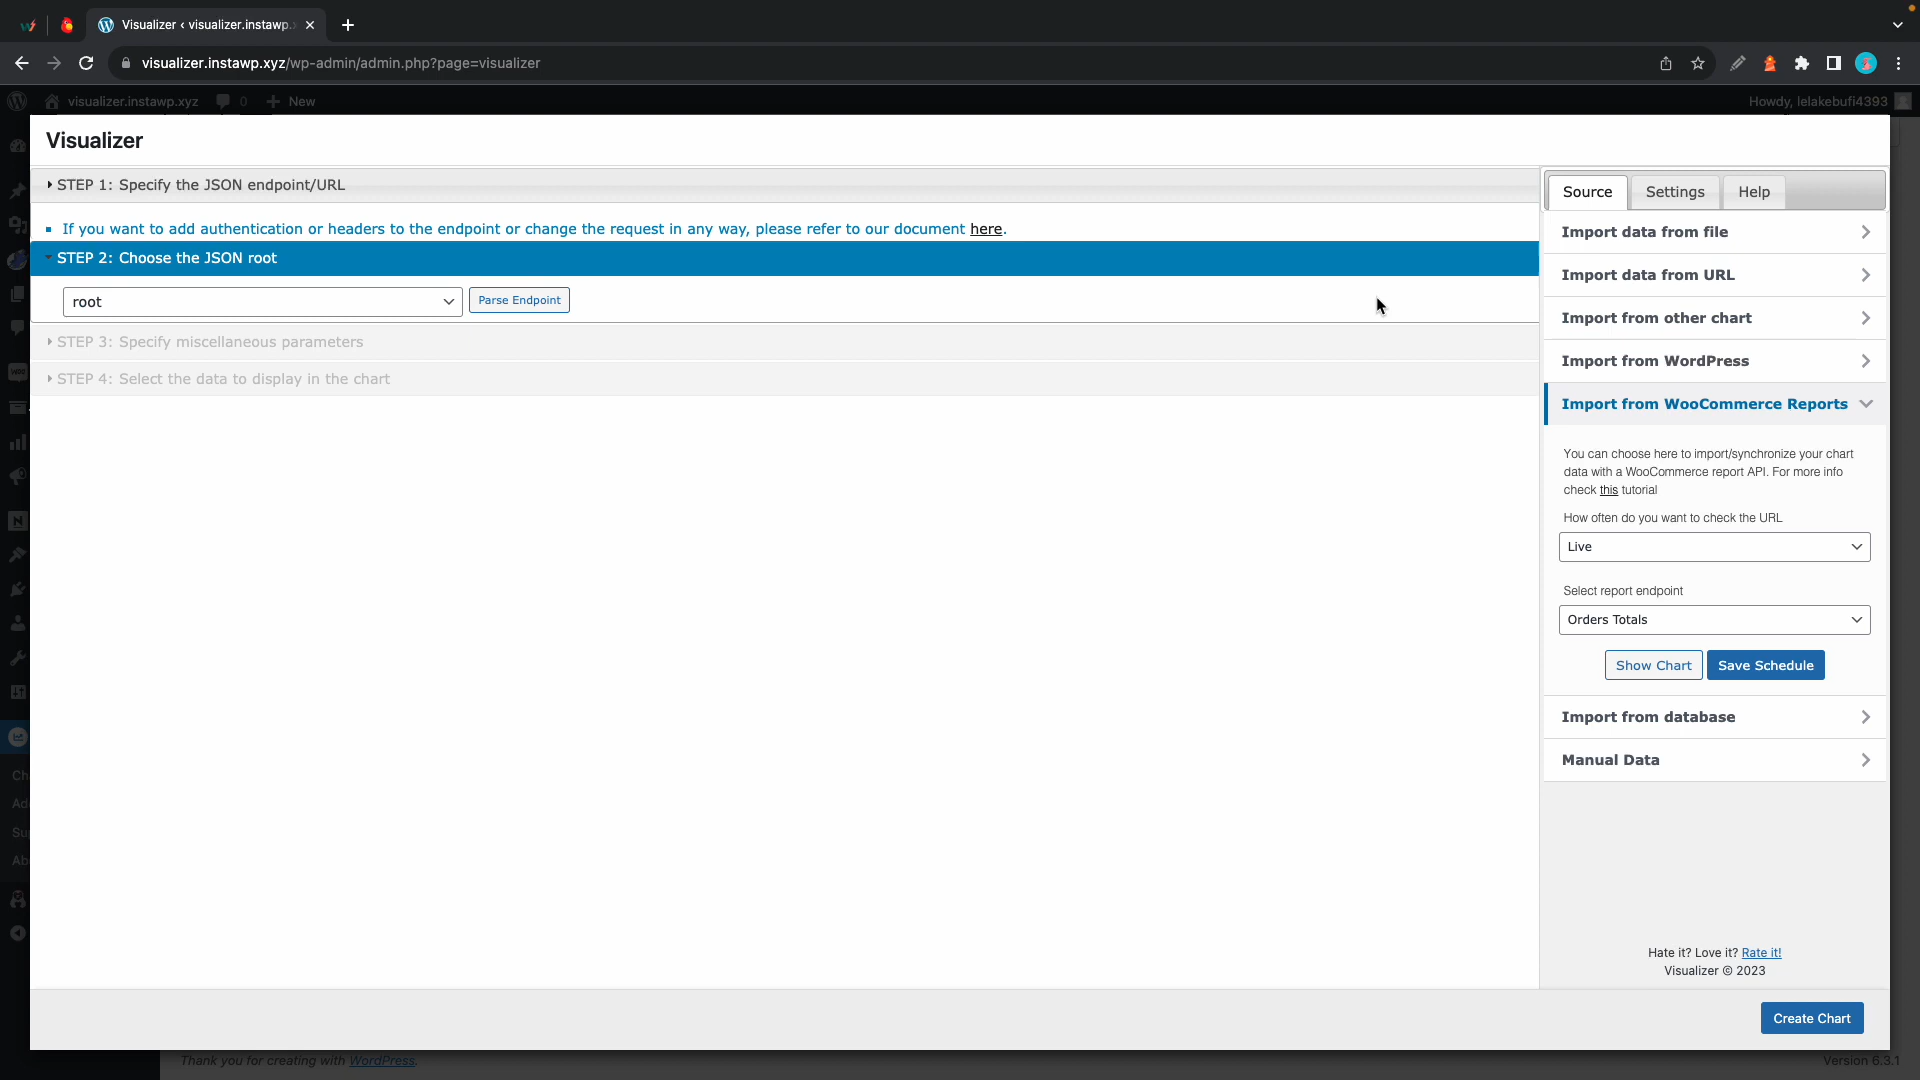 Visualizer ‹ visualizer.instawp.
visualizer.instawp.xyz/wp-admin/admin.php?page=visualizer
visualizer.instawp.xyz
0
New
Howdy, lelakebufi4393
Visualizer
STEP 1: Specify the JSON endpoint/URL
If you want to add authentication or headers to the endpoint or change the request in any way, please refer to our document here.
STEP 2: Choose the JSON root
root
Parse Endpoint
STEP 3: Specify miscellaneous parameters
STEP 4: Select the data to display in the chart
Source
Settings
Help
Import data from file
Import data from URL
Import from other chart
Import from WordPress
Import from WooCommerce Reports
You can choose here to import/synchronize your chart
data with a WooCommerce report API. For more info
check this tutorial
How often do you want to check the URL
Live
Select report endpoint
Orders Totals
Show Chart
Save Schedule
Import from database
Manual Data
Hate it? Love it? Rate it!
Visualizer © 2023
Create Chart
Ch
Ad
Su
Ab
Thank you for creating with WordPress.
Version 6.3.1